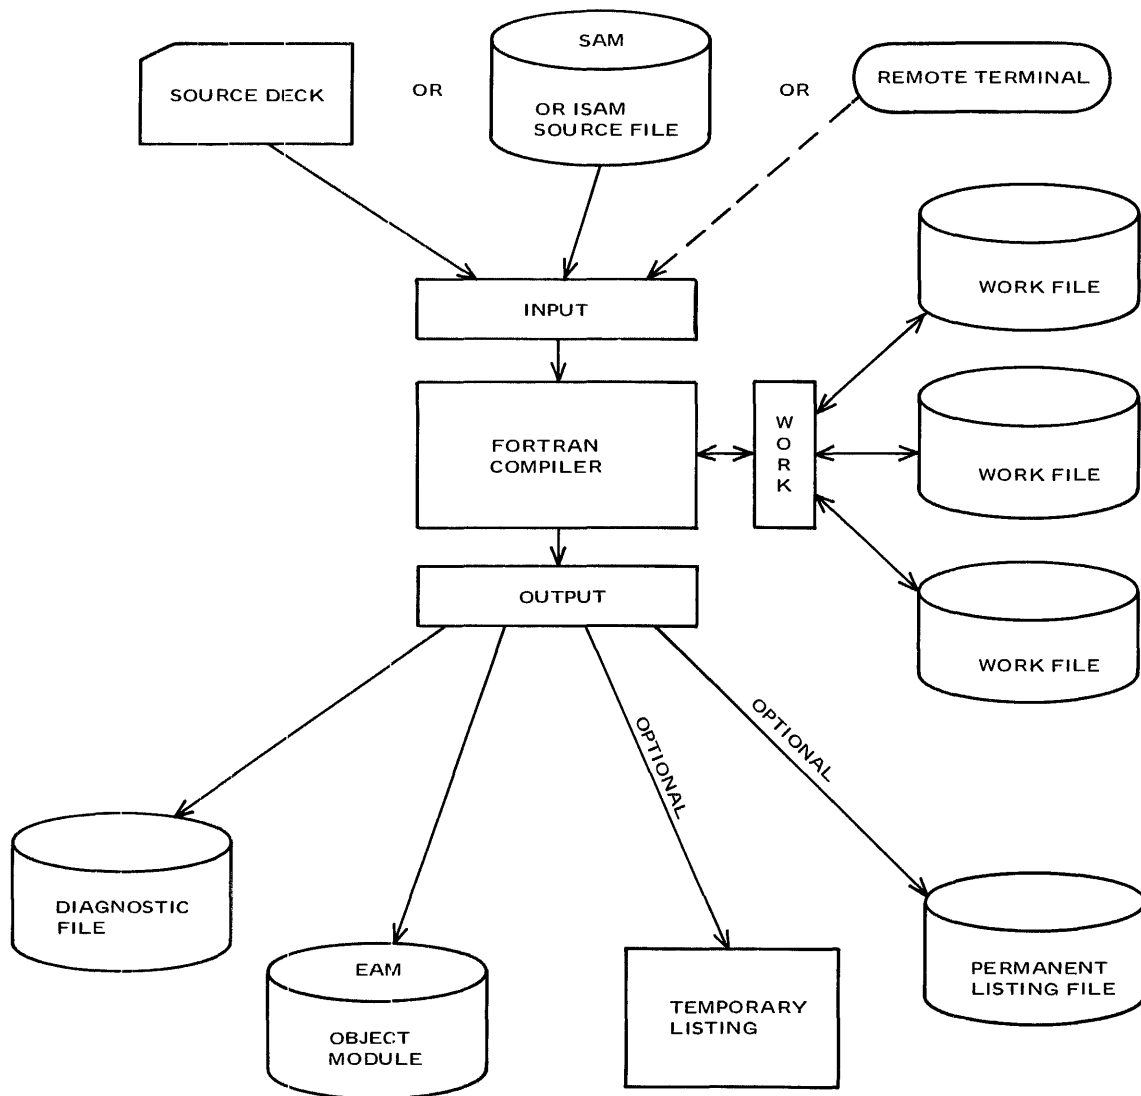 SAM
SOURCE DECK
OR
OR ISAM
SOURCE FILE
OR
REMOTE TERMINAL
INPUT
WORK FILE
FORTRAN
COMPILER
WORK
WORK FILE
OUTPUT
WORK FILE
OPTIONAL
OPTIONAL
DIAGNOSTIC
FILE
EAM
OBJECT
MODULE
TEMPORARY
LISTING
PERMANENT
LISTING FILE